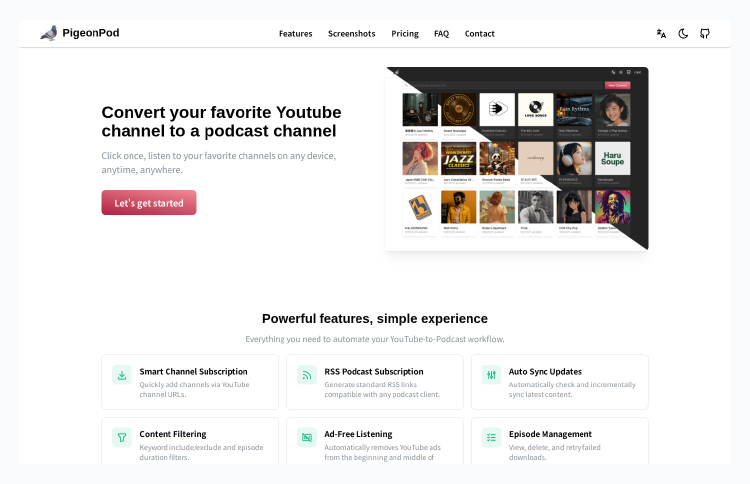 PigeonPod
Features Screenshots Pricing FAQ Contact
Convert your favorite Youtube
channel to a podcast channel
Click once, listen to your favorite channels on any device,
anytime, anywhere.
Let's get started
JAZZ
CLASSICS
LOVE SONGS
Haru
Soupe
Powerful features, simple experience
Everything you need to automate your YouTube-to-Podcast workflow.
Smart Channel Subscription
Quickly add channels via YouTube
channel URLs.
RSS Podcast Subscription
Generate standard RSS links
compatible with any podcast client.
Auto Sync Updates
Automatically check and incrementally
sync latest content.
Content Filtering
Keyword include/exclude and episode
duration filters.
Ad-Free Listening
Automatically removes YouTube ads
from the beginning and middle of
Episode Management
View, delete, and retry failed
downloads.